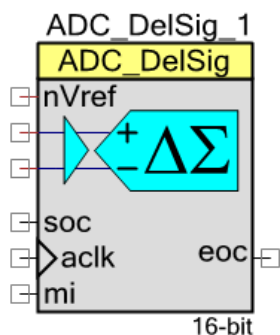 ADC_DelSig_1
ADC_DelSig
nVref
+
- ΔΣ
soc
aclk eoc
mi
16-bit